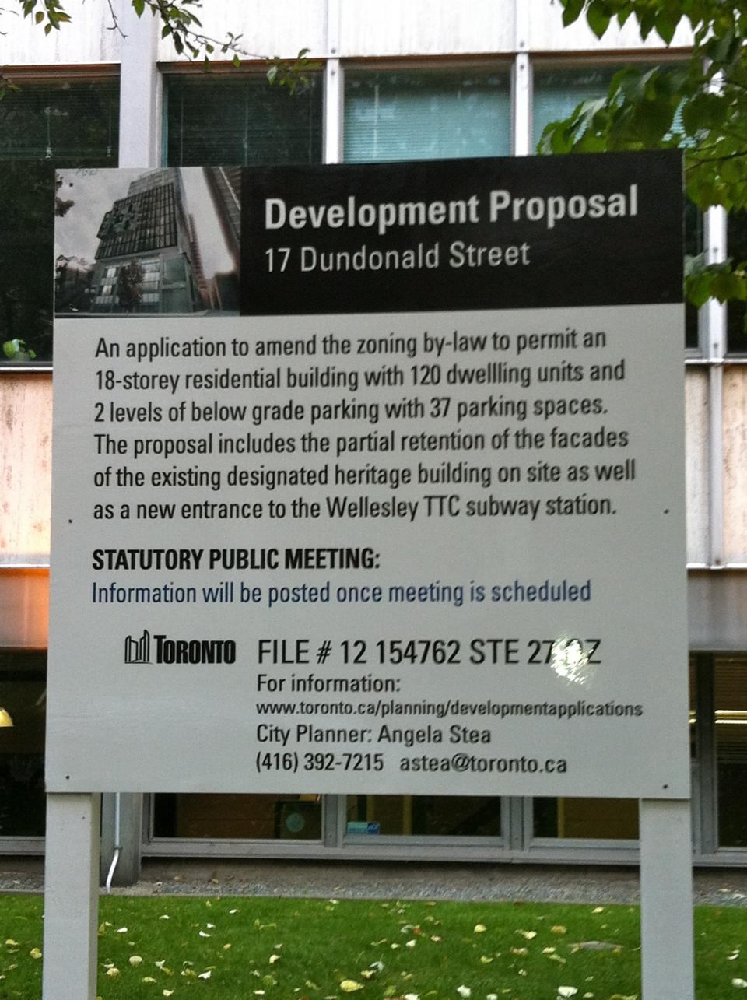 Development Proposal
17 Dundonald Street
An application to amend the zoning by-law to permit an
18-storey residential building with 120 dwellling units and
2 levels of below grade parking with 37 parking spaces.
The proposal includes the partial retention of the facades
of the existing designated heritage building on site as well
as a new entrance to the Wellesley TTC subway station.
STATUTORY PUBLIC MEETING:
Information will be posted once meeting is scheduled
TORONTO
FILE # 12 154762 STE 27
For information:
www.toronto.ca/planning/developmentapplications
City Planner: Angela Stea
(416) 392-7215 astea@toronto.ca